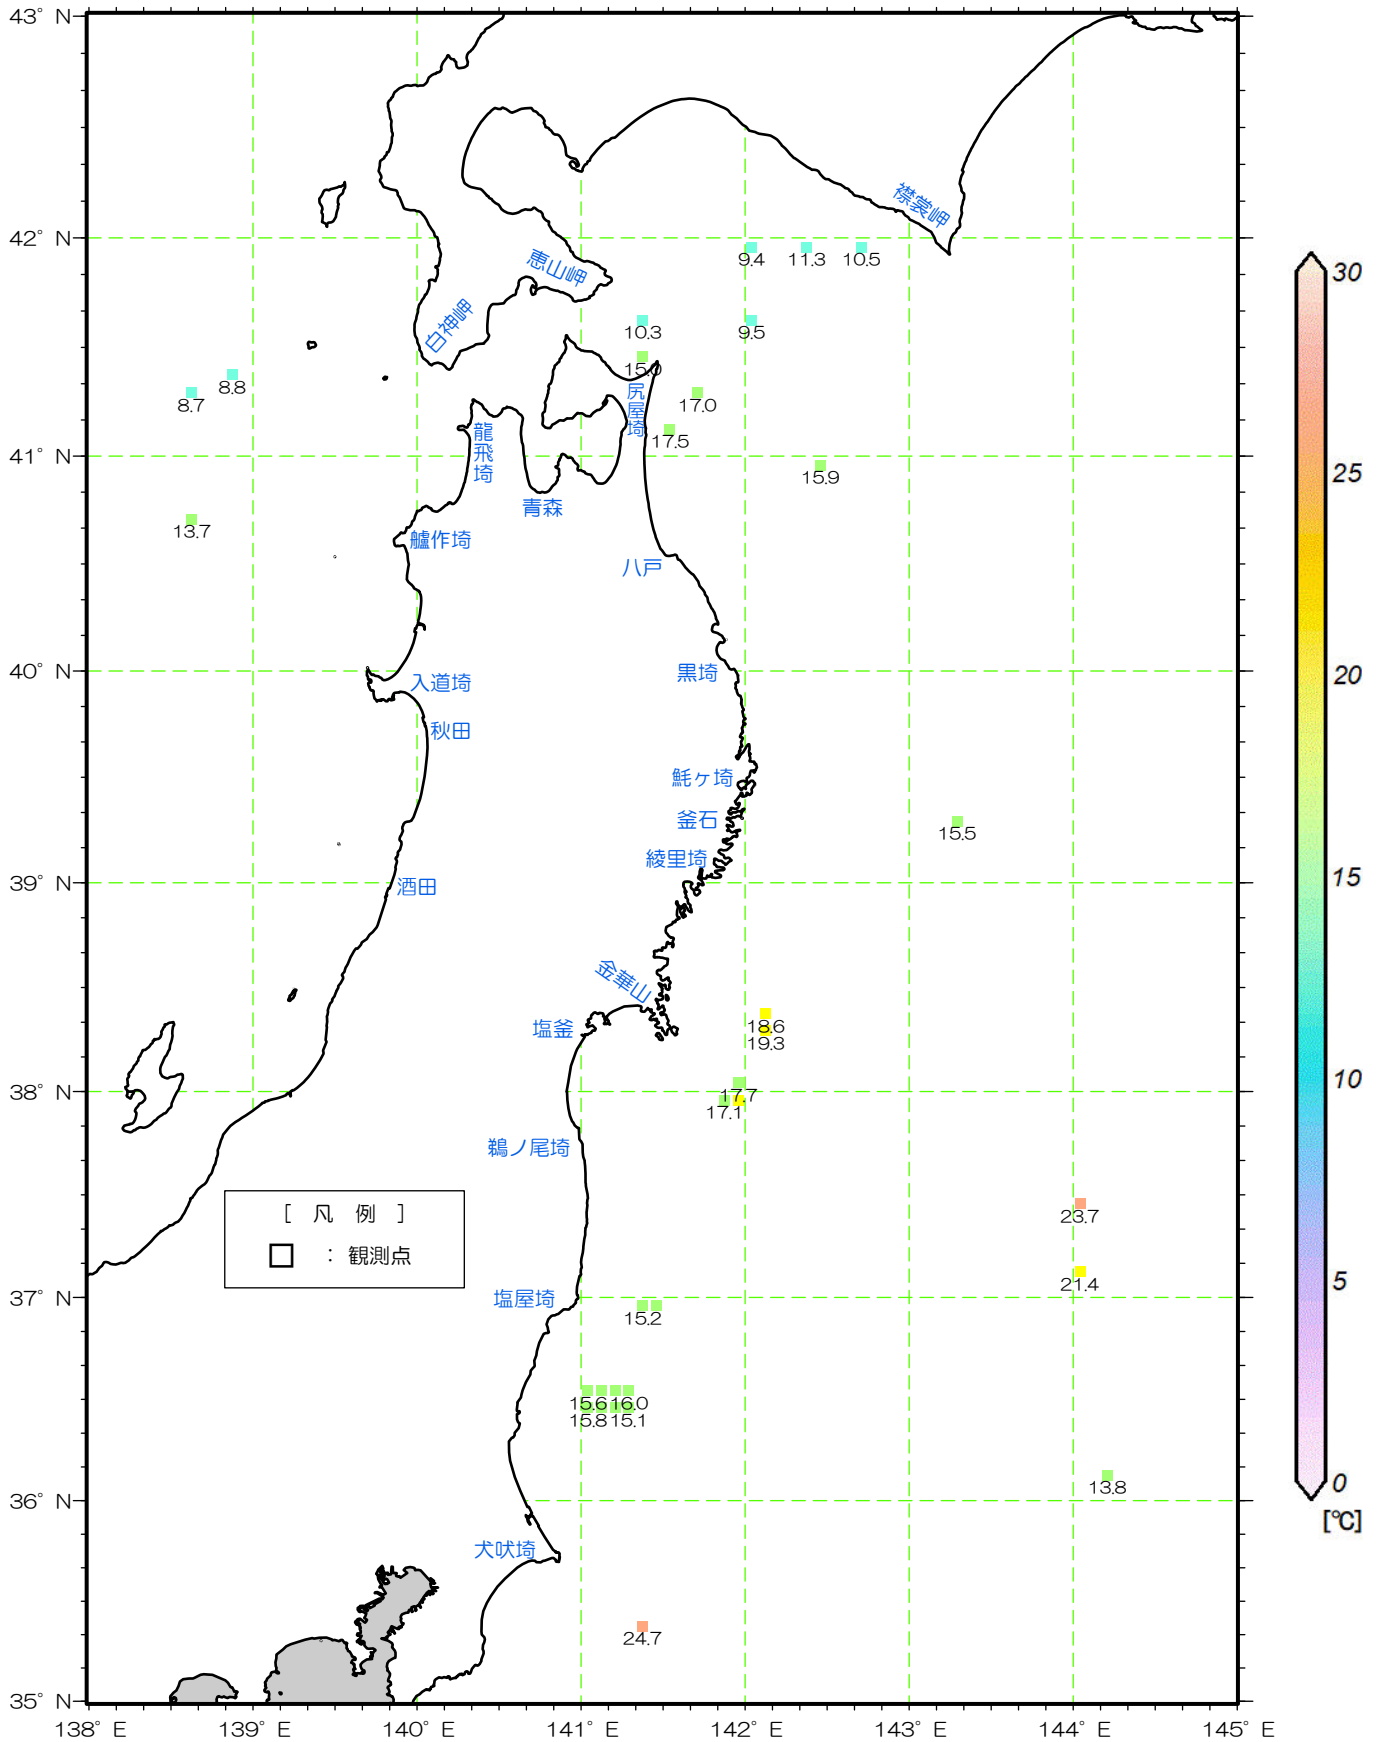 43° N
42° N
41° N
40° N
39° N
38° N
37° N
36° N
35° N
138° E
139° E
140° E
141° E
142° E
143° E
144° E
145° E
襟裳岬
恵山岬
白神岬
尻屋埼
龍飛埼
青森
艫作埼
八戸
入道埼
黒埼
秋田
魹ヶ埼
釜石
綾里埼
酒田
金華山
塩釜
鵜ノ尾埼
塩屋埼
犬吠埼
9.4
11.3
10.5
10.3
9.5
15.0
8.8
8.7
17.0
17.5
15.9
13.7
15.5
18.6
19.3
17.7
17.1
23.7
21.4
15.2
15.6
16.0
15.8
15.1
13.8
24.7
[ 凡 例 ]
□ : 観測点
30
25
20
15
10
5
0
[℃]